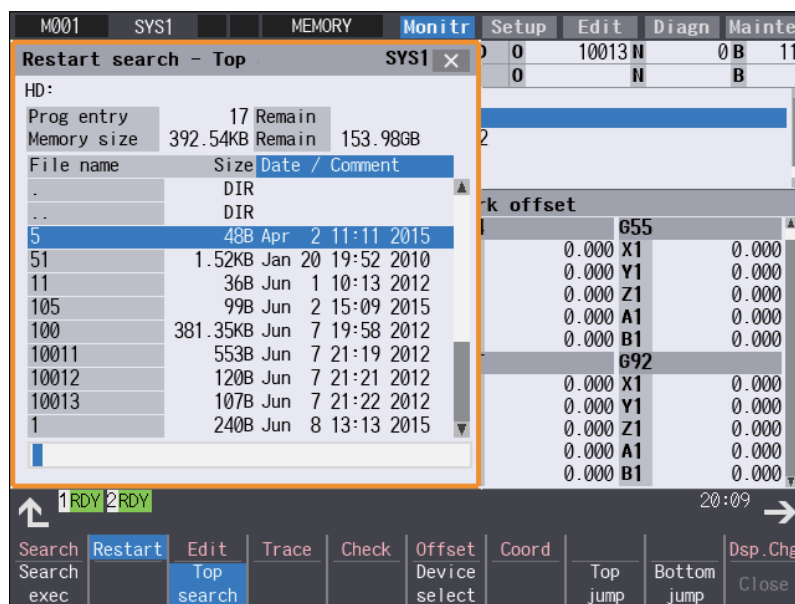 M001 SYS1 MEMORY Monitr Setup Edit Diagn Mainte
Restart search - Top SYS1
HD:
Prog entry 17 Remain
Memory size 392.54KB Remain 153.98GB
File name Size Date / Comment
. DIR
.. DIR
5 48B Apr 2 11:11 2015
51 1.52KB Jan 20 19:52 2010
11 36B Jun 1 10:13 2012
105 99B Jun 2 15:09 2015
100 381.35KB Jun 7 19:58 2012
10011 553B Jun 7 21:19 2012
10012 120B Jun 7 21:21 2012
10013 107B Jun 7 21:22 2012
1 240B Jun 8 13:13 2015
O 10013 N 0 B 11
O N B
2
rk offset
G55
0.000 X1 0.000
0.000 Y1 0.000
0.000 Z1 0.000
0.000 A1 0.000
0.000 B1 0.000
G92
0.000 X1 0.000
0.000 Y1 0.000
0.000 Z1 0.000
0.000 A1 0.000
0.000 B1 0.000
1 RDY 2 RDY 20:09
Search Restart Edit Trace Check Offset Coord Dsp.Chg
Search Top Device Top Bottom Close
exec search select jump jump